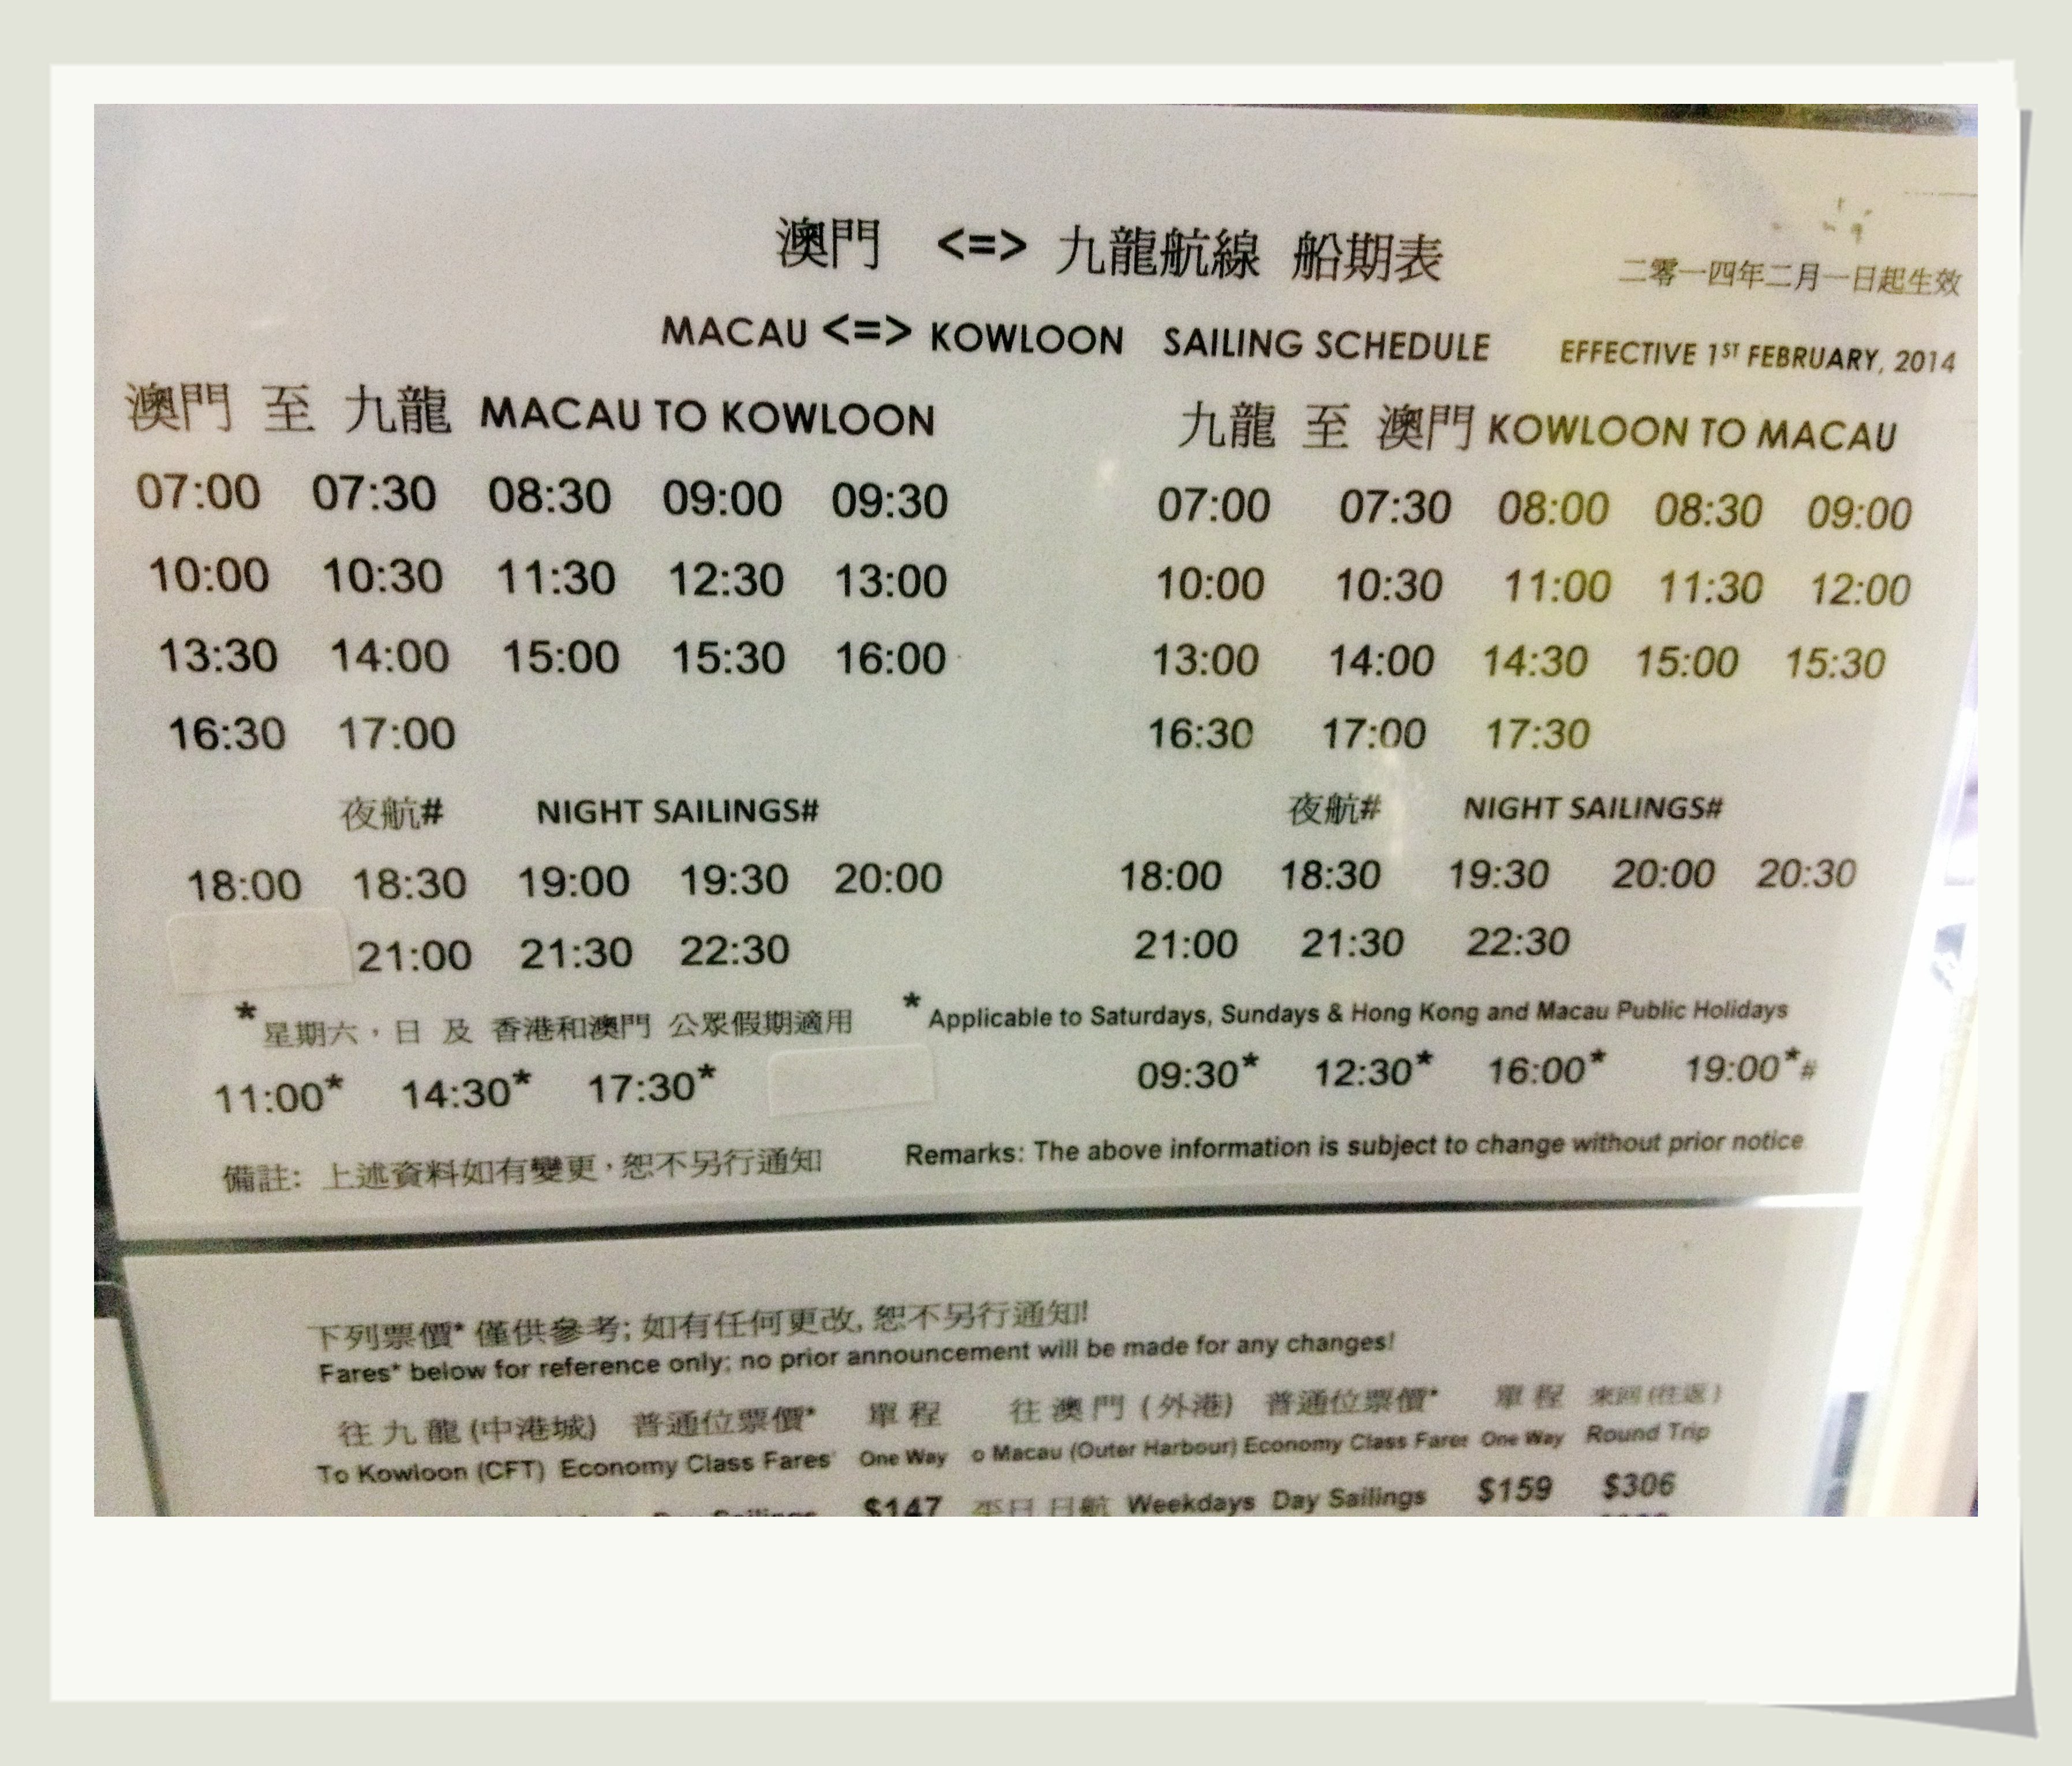 澳門 <=> 九龍航線 船期表
二零一四年二月一日起生效
MACAU <=> KOWLOON SAILING SCHEDULE
EFFECTIVE 1ST FEBRUARY, 2014
澳門 至 九龍 MACAU TO KOWLOON
07:00 07:30 08:30 09:00 09:30
10:00 10:30 11:30 12:30 13:00
13:30 14:00 15:00 15:30 16:00
16:30 17:00
夜航# NIGHT SAILINGS#
18:00 18:30 19:00 19:30 20:00
21:00 21:30 22:30
九龍 至 澳門 KOWLOON TO MACAU
07:00 07:30 08:00 08:30 09:00
10:00 10:30 11:00 11:30 12:00
13:00 14:00 14:30 15:00 15:30
16:30 17:00 17:30
夜航# NIGHT SAILINGS#
18:00 18:30 19:30 20:00 20:30
21:00 21:30 22:30
*星期六，日 及 香港和澳門 公眾假期適用
* Applicable to Saturdays, Sundays & Hong Kong and Macau Public Holidays
11:00* 14:30* 17:30*
09:30* 12:30* 16:00* 19:00*#
備註: 上述資料如有變更，恕不另行通知
Remarks: The above information is subject to change without prior notice
下列票價* 僅供參考; 如有任何更改, 恕不另行通知!
Fares* below for reference only; no prior announcement will be made for any changes!
往 九 龍 (中港城) 普通位票價* 單 程
To Kowloon (CFT) Economy Class Fares* One Way
往 澳 門 (外港) 普通位票價* 單 程 來回 (往返)
o Macau (Outer Harbour) Economy Class Fares One Way Round Trip
Day Sailings $147
日航 Weekdays Day Sailings $159 $306